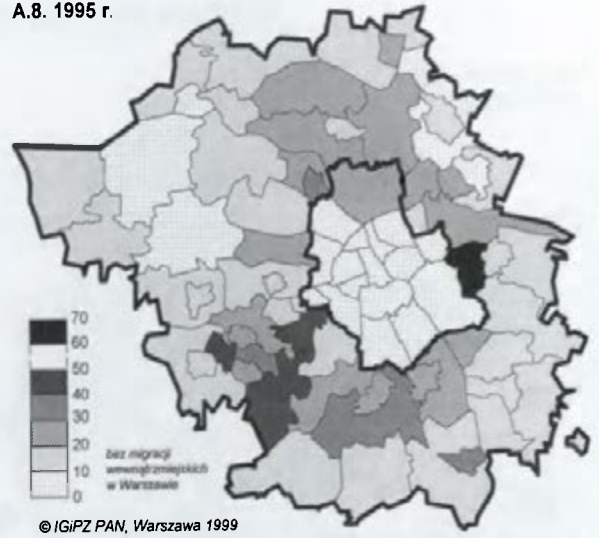 A.8. 1995 r.
70
60
50
40
30
20
10
0
bez migracji
wewnątrzmiejskich
w Warszawie
© IGiPZ PAN, Warszawa 1999